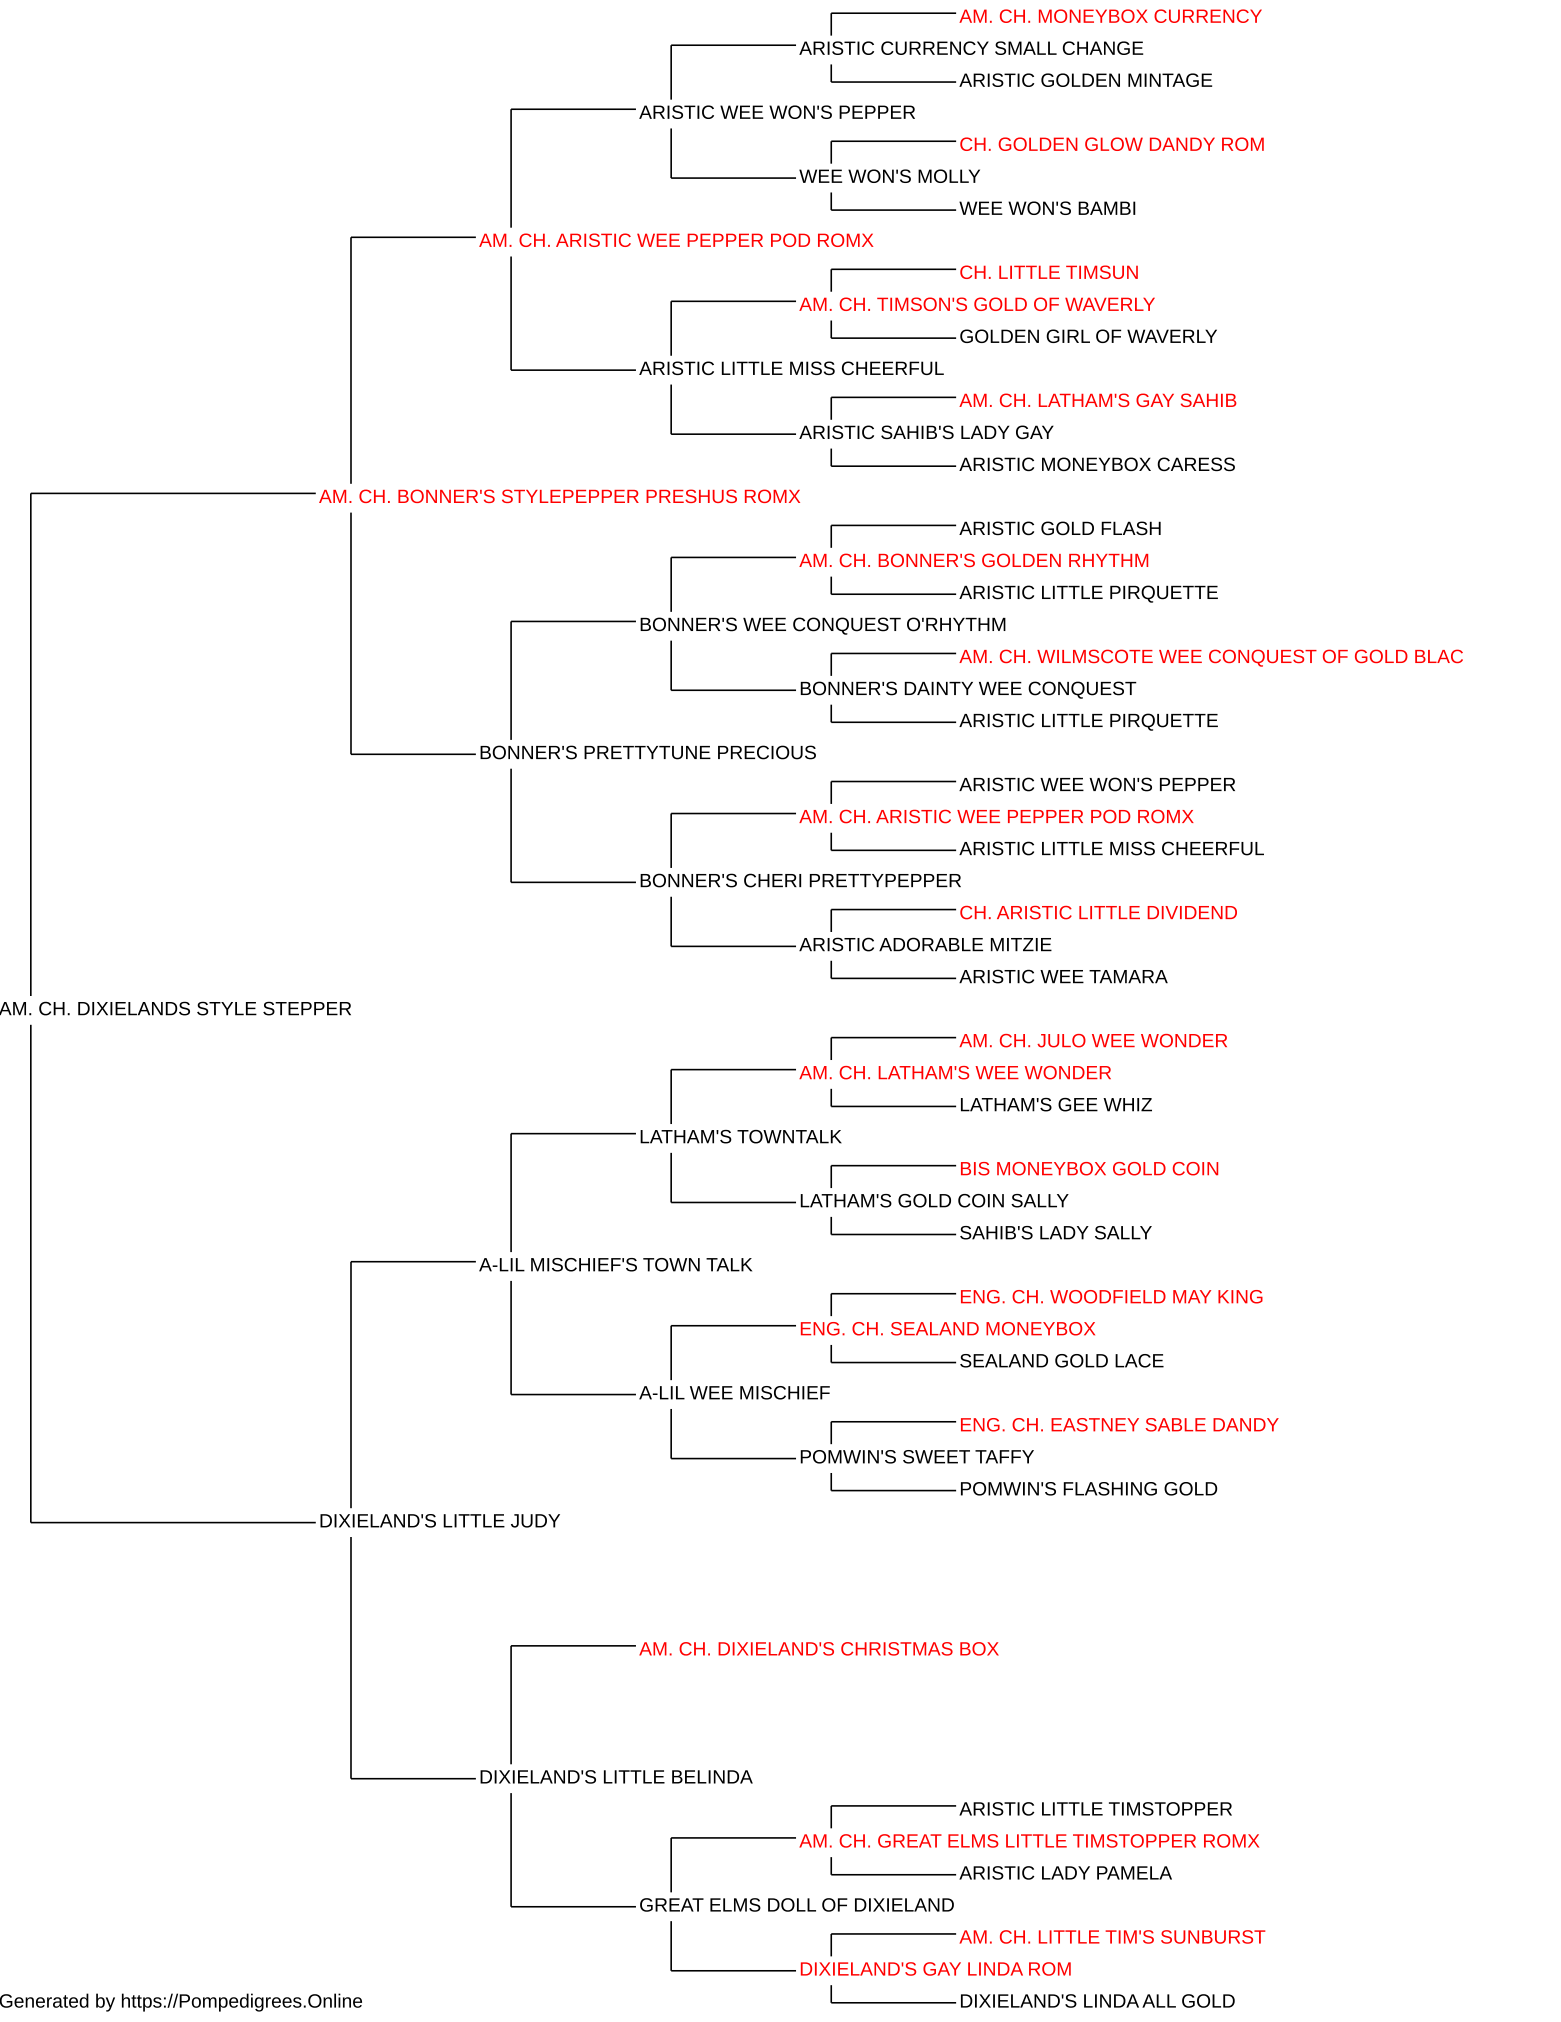 AM. CH. MONEYBOX CURRENCY
ARISTIC CURRENCY SMALL CHANGE
ARISTIC GOLDEN MINTAGE
ARISTIC WEE WON'S PEPPER
CH. GOLDEN GLOW DANDY ROM
WEE WON'S MOLLY
WEE WON'S BAMBI
AM. CH. ARISTIC WEE PEPPER POD ROMX
CH. LITTLE TIMSUN
AM. CH. TIMSON'S GOLD OF WAVERLY
GOLDEN GIRL OF WAVERLY
ARISTIC LITTLE MISS CHEERFUL
AM. CH. LATHAM'S GAY SAHIB
ARISTIC SAHIB'S LADY GAY
ARISTIC MONEYBOX CARESS
AM. CH. BONNER'S STYLEPEPPER PRESHUS ROMX
ARISTIC GOLD FLASH
AM. CH. BONNER'S GOLDEN RHYTHM
ARISTIC LITTLE PIRQUETTE
BONNER'S WEE CONQUEST O'RHYTHM
AM. CH. WILMSCOTE WEE CONQUEST OF GOLD BLAC
BONNER'S DAINTY WEE CONQUEST
ARISTIC LITTLE PIRQUETTE
BONNER'S PRETTYTUNE PRECIOUS
ARISTIC WEE WON'S PEPPER
AM. CH. ARISTIC WEE PEPPER POD ROMX
ARISTIC LITTLE MISS CHEERFUL
BONNER'S CHERI PRETTYPEPPER
CH. ARISTIC LITTLE DIVIDEND
ARISTIC ADORABLE MITZIE
ARISTIC WEE TAMARA
AM. CH. DIXIELANDS STYLE STEPPER
AM. CH. JULO WEE WONDER
AM. CH. LATHAM'S WEE WONDER
LATHAM'S GEE WHIZ
LATHAM'S TOWNTALK
BIS MONEYBOX GOLD COIN
LATHAM'S GOLD COIN SALLY
SAHIB'S LADY SALLY
A-LIL MISCHIEF'S TOWN TALK
ENG. CH. WOODFIELD MAY KING
ENG. CH. SEALAND MONEYBOX
SEALAND GOLD LACE
A-LIL WEE MISCHIEF
ENG. CH. EASTNEY SABLE DANDY
POMWIN'S SWEET TAFFY
POMWIN'S FLASHING GOLD
DIXIELAND'S LITTLE JUDY
AM. CH. DIXIELAND'S CHRISTMAS BOX
DIXIELAND'S LITTLE BELINDA
ARISTIC LITTLE TIMSTOPPER
AM. CH. GREAT ELMS LITTLE TIMSTOPPER ROMX
ARISTIC LADY PAMELA
GREAT ELMS DOLL OF DIXIELAND
AM. CH. LITTLE TIM'S SUNBURST
DIXIELAND'S GAY LINDA ROM
DIXIELAND'S LINDA ALL GOLD
Generated by https://Pompedigrees.Online